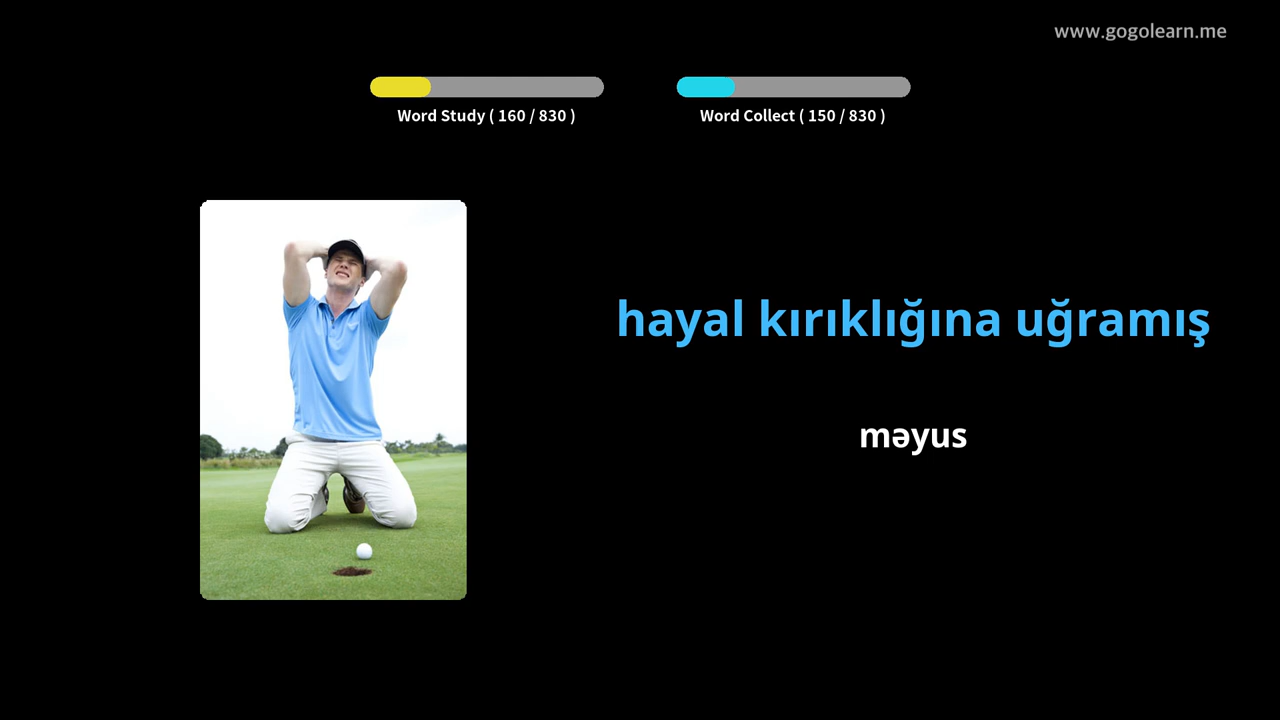 www.gogolearn.me
Word Study ( 160 / 830 )
Word Collect ( 150 / 830 )
hayal kırıklığına uğramış
məyus